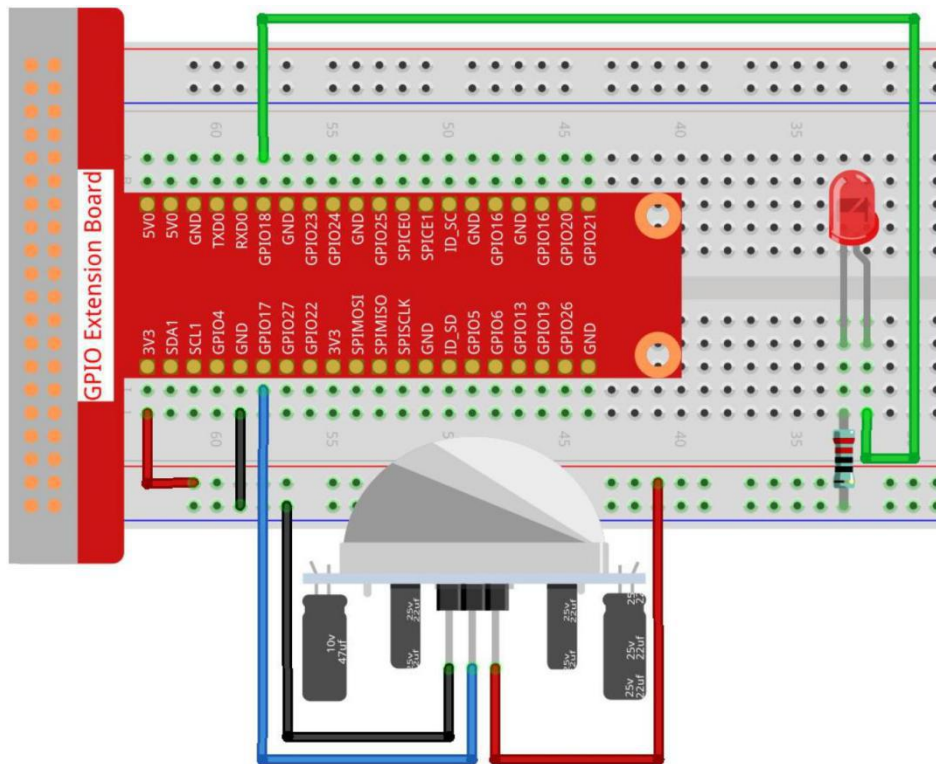 GPIO Extension Board
60
55
50
45
40
35
5V0
5V0
GND
TXD0
RXD0
GPIO18
GND
GPIO23
GPIO24
GND
GPIO25
SPICE0
SPICE1
ID_SC
GND
GPIO16
GND
GPIO16
GPIO20
GPIO21
3V3
SDA1
SCL1
GPIO4
GND
GPIO17
GPIO27
GPIO22
3V3
SPIMOSI
SPIMISO
SPISCLK
GND
ID_SD
GPIO5
GPIO6
GPIO13
GPIO19
GPIO26
GND
60
55
45
40
35
10v
47uf
25v
22uf
25v
22uf
25v
22uf
25v
22uf